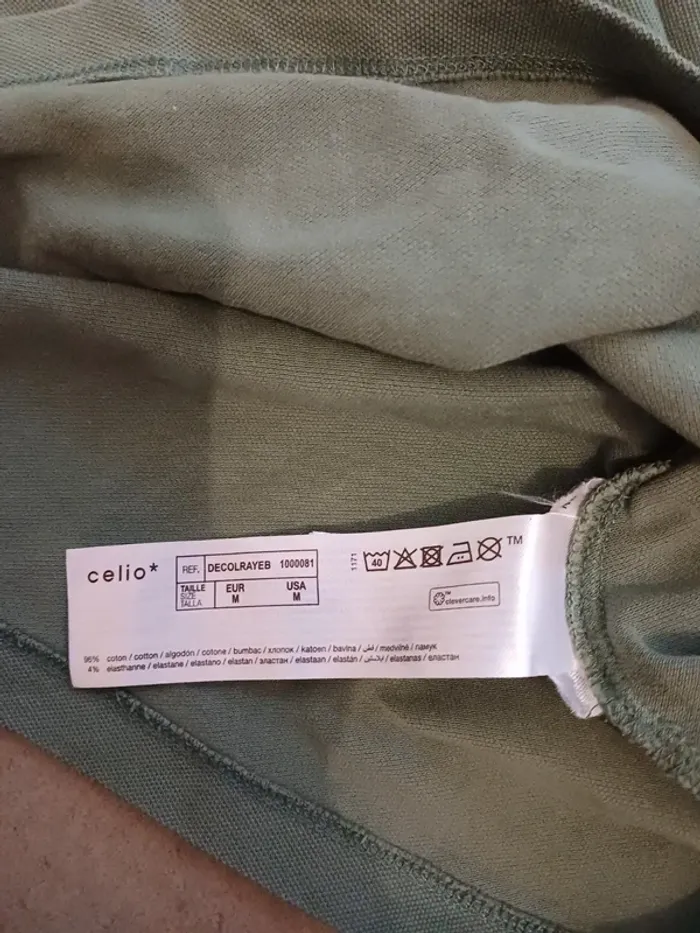 celio*
REF. DECOLRAYEB 1000081
TAILLE SIZE TALLA
EUR M
USA M
1171
40
TM
clevercare.info
96% coton / cotton / algodón / cotone / bumbac / хлопок / katoen / bavlna / قطن / medvilnė / памук
4% elasthanne / elastane / elastano / elastan / эластан / elastaan / elastán / إيلاستين / elastanas / еластан